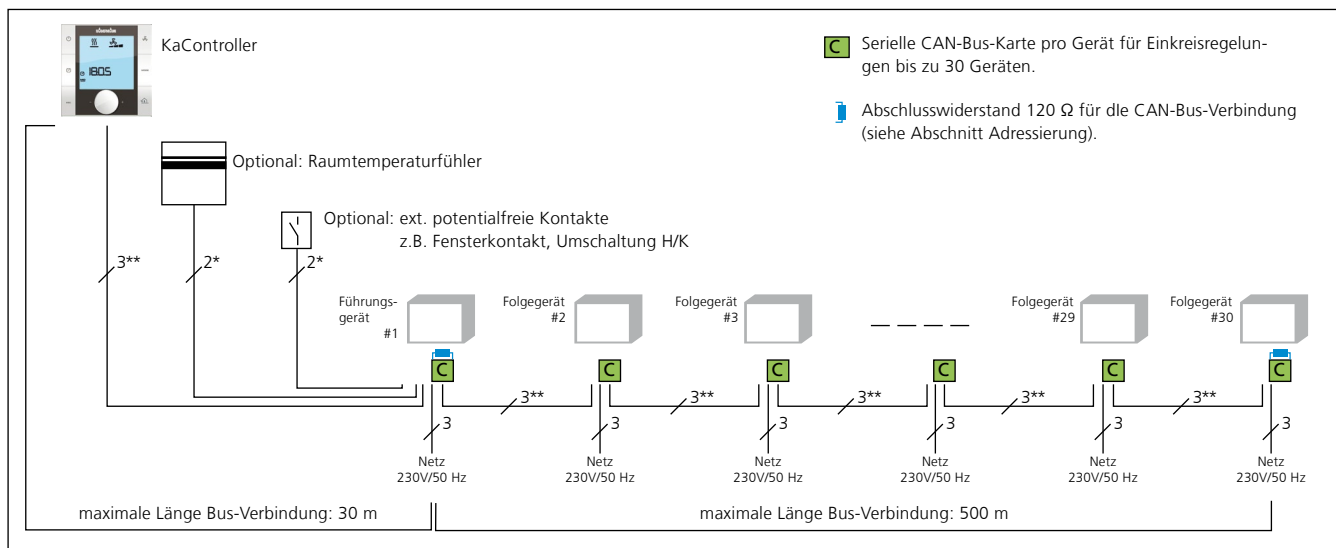 KaController
Serielle CAN-Bus-Karte pro Gerät für Einkreisregelun-
gen bis zu 30 Geräten.
Abschlusswiderstand 120 Ω für dle CAN-Bus-Verbindung
(siehe Abschnitt Adressierung).
Optional: Raumtemperaturfühler
Optional: ext. potentialfreie Kontakte
z.B. Fensterkontakt, Umschaltung H/K
3**
2*
2*
Führungs-
gerät
#1
Folgegerät
#2
Folgegerät
#3
Folgegerät
#29
Folgegerät
#30
C
C
C
C
C
C
C
3**
3**
3**
3**
3**
3
3
3
3
3
3
Netz
230V/50 Hz
Netz
230V/50 Hz
Netz
230V/50 Hz
Netz
230V/50 Hz
Netz
230V/50 Hz
Netz
230V/50 Hz
maximale Länge Bus-Verbindung: 30 m
maximale Länge Bus-Verbindung: 500 m